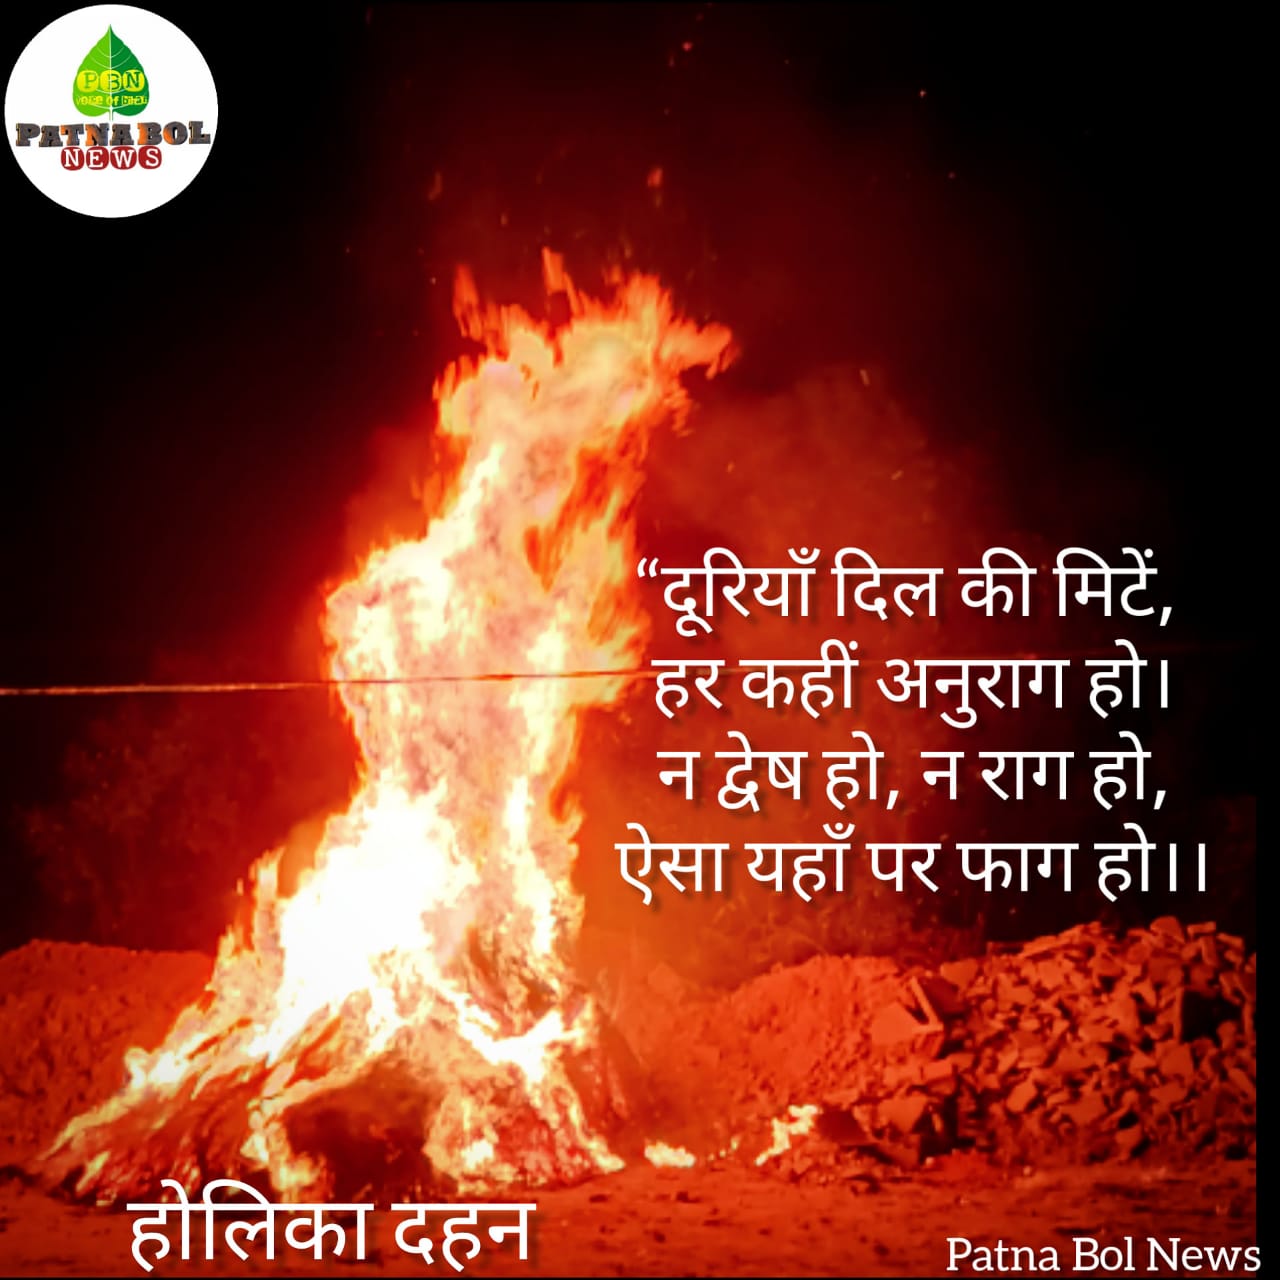 PBN
PATNA BOL
NEWS
“दूरियाँ दिल की मिटें,
हर कहीं अनुराग हो।
न द्वेष हो, न राग हो,
ऐसा यहाँ पर फाग हो।।
होलिका दहन
Patna Bol News